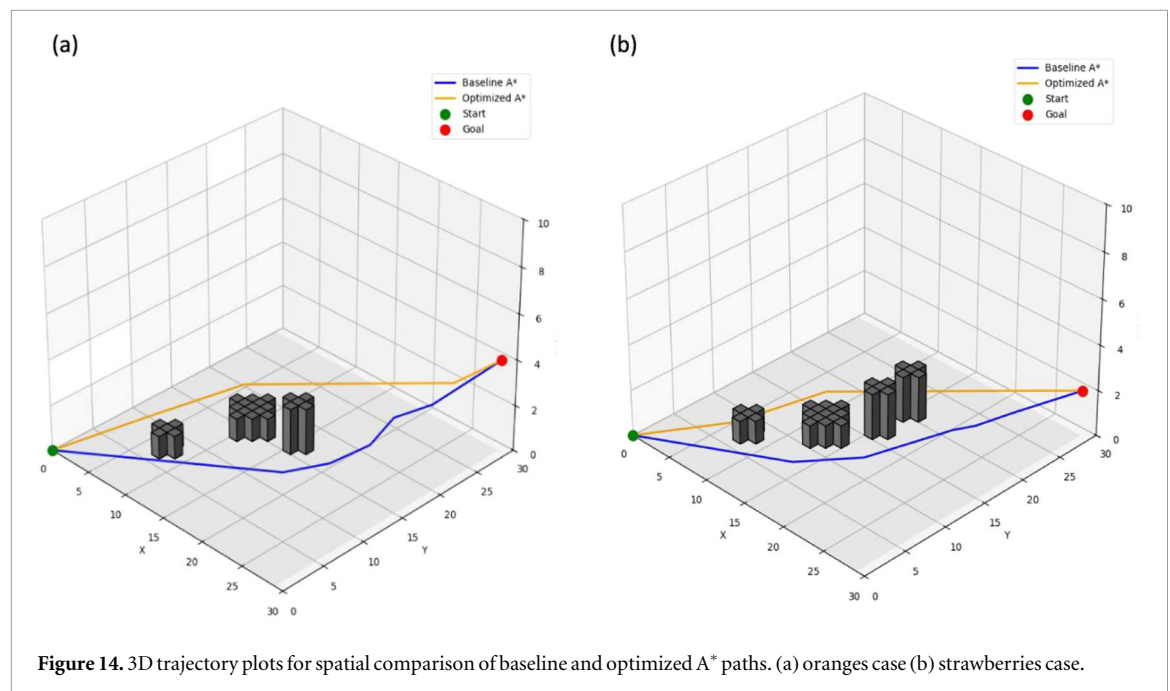 (a)
Baseline A*
Optimized A*
Start
Goal
10
8
6
4
2
0
30
25
20
15
10
5
0
Y
0
5
10
15
20
25
30
X
(b)
Baseline A*
Optimized A*
Start
Goal
10
8
6
4
2
0
30
25
20
15
10
5
0
Y
0
5
10
15
20
25
30
X
Figure 14. 3D trajectory plots for spatial comparison of baseline and optimized A* paths. (a) oranges case (b) strawberries case.